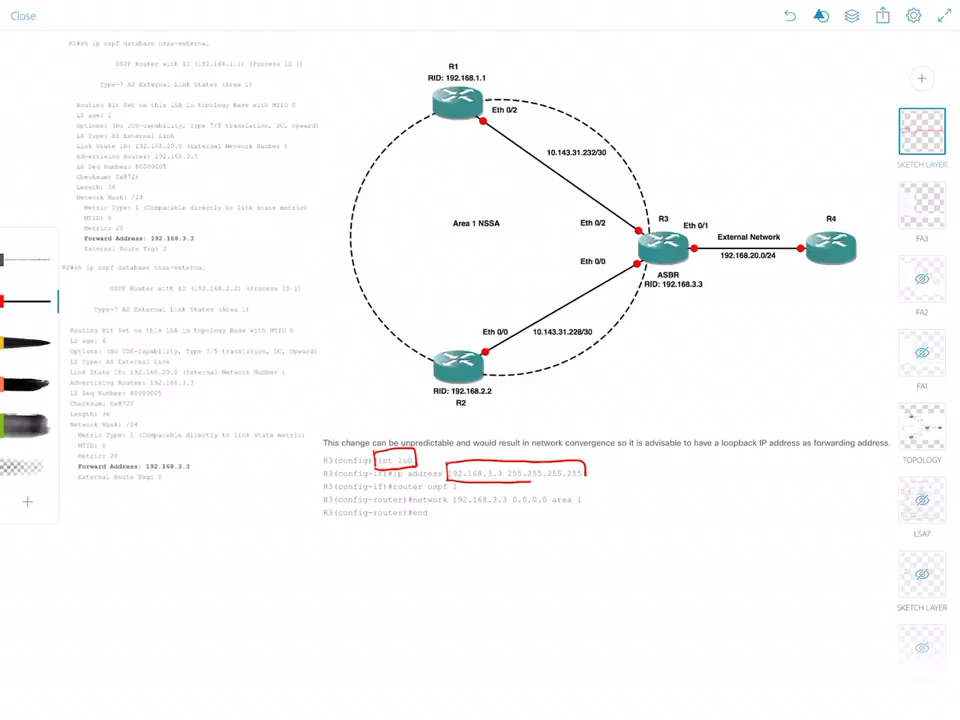 Close
R1#sh ip ospf database nssa-external
OSPF Router with ID (192.168.1.1) (Process ID 1)
Type-7 AS External Link States (Area 1)
Routing Bit Set on this LSA in topology Base with MTID 0
LS age: 1
Options: (No TOS-capability, Type 7/5 translation, DC, Upward)
LS Type: AS External Link
Link State ID: 192.168.20.0 (External Network Number )
Advertising Router: 192.168.3.3
LS Seq Number: 80000005
Checksum: 0x872F
Length: 36
Network Mask: /24
Metric Type: 1 (Comparable directly to link state metric)
MTID: 0
Metric: 20
Forward Address: 192.168.3.3
External Route Tag: 0
R2#sh ip ospf database nssa-external
OSPF Router with ID (192.168.2.2) (Process ID 1)
Type-7 AS External Link States (Area 1)
Routing Bit Set on this LSA in topology Base with MTID 0
LS age: 6
Options: (No TOS-capability, Type 7/5 translation, DC, Upward)
LS Type: AS External Link
Link State ID: 192.168.20.0 (External Network Number )
Advertising Router: 192.168.3.3
LS Seq Number: 80000005
Checksum: 0x872F
Length: 36
Network Mask: /24
Metric Type: 1 (Comparable directly to link state metric)
MTID: 0
Metric: 20
Forward Address: 192.168.3.3
External Route Tag: 0
R1
RID: 192.168.1.1
Eth 0/2
10.143.31.232/30
Area 1 NSSA
Eth 0/2
R3
Eth 0/1
R4
External Network
192.168.20.0/24
Eth 0/0
ASBR
RID: 192.168.3.3
Eth 0/0
10.143.31.228/30
RID: 192.168.2.2
R2
This change can be unpredictable and would result in network convergence so it is advisable to have a loopback IP address as forwarding address.
R3(config)#int lo0
R3(config-if)#ip address 192.168.3.3 255.255.255.255
R3(config-if)#router ospf 1
R3(config-router)#network 192.168.3.3 0.0.0.0 area 1
R3(config-router)#end
SKETCH LAYER
FA3
FA2
FA1
TOPOLOGY
LSA7
SKETCH LAYER